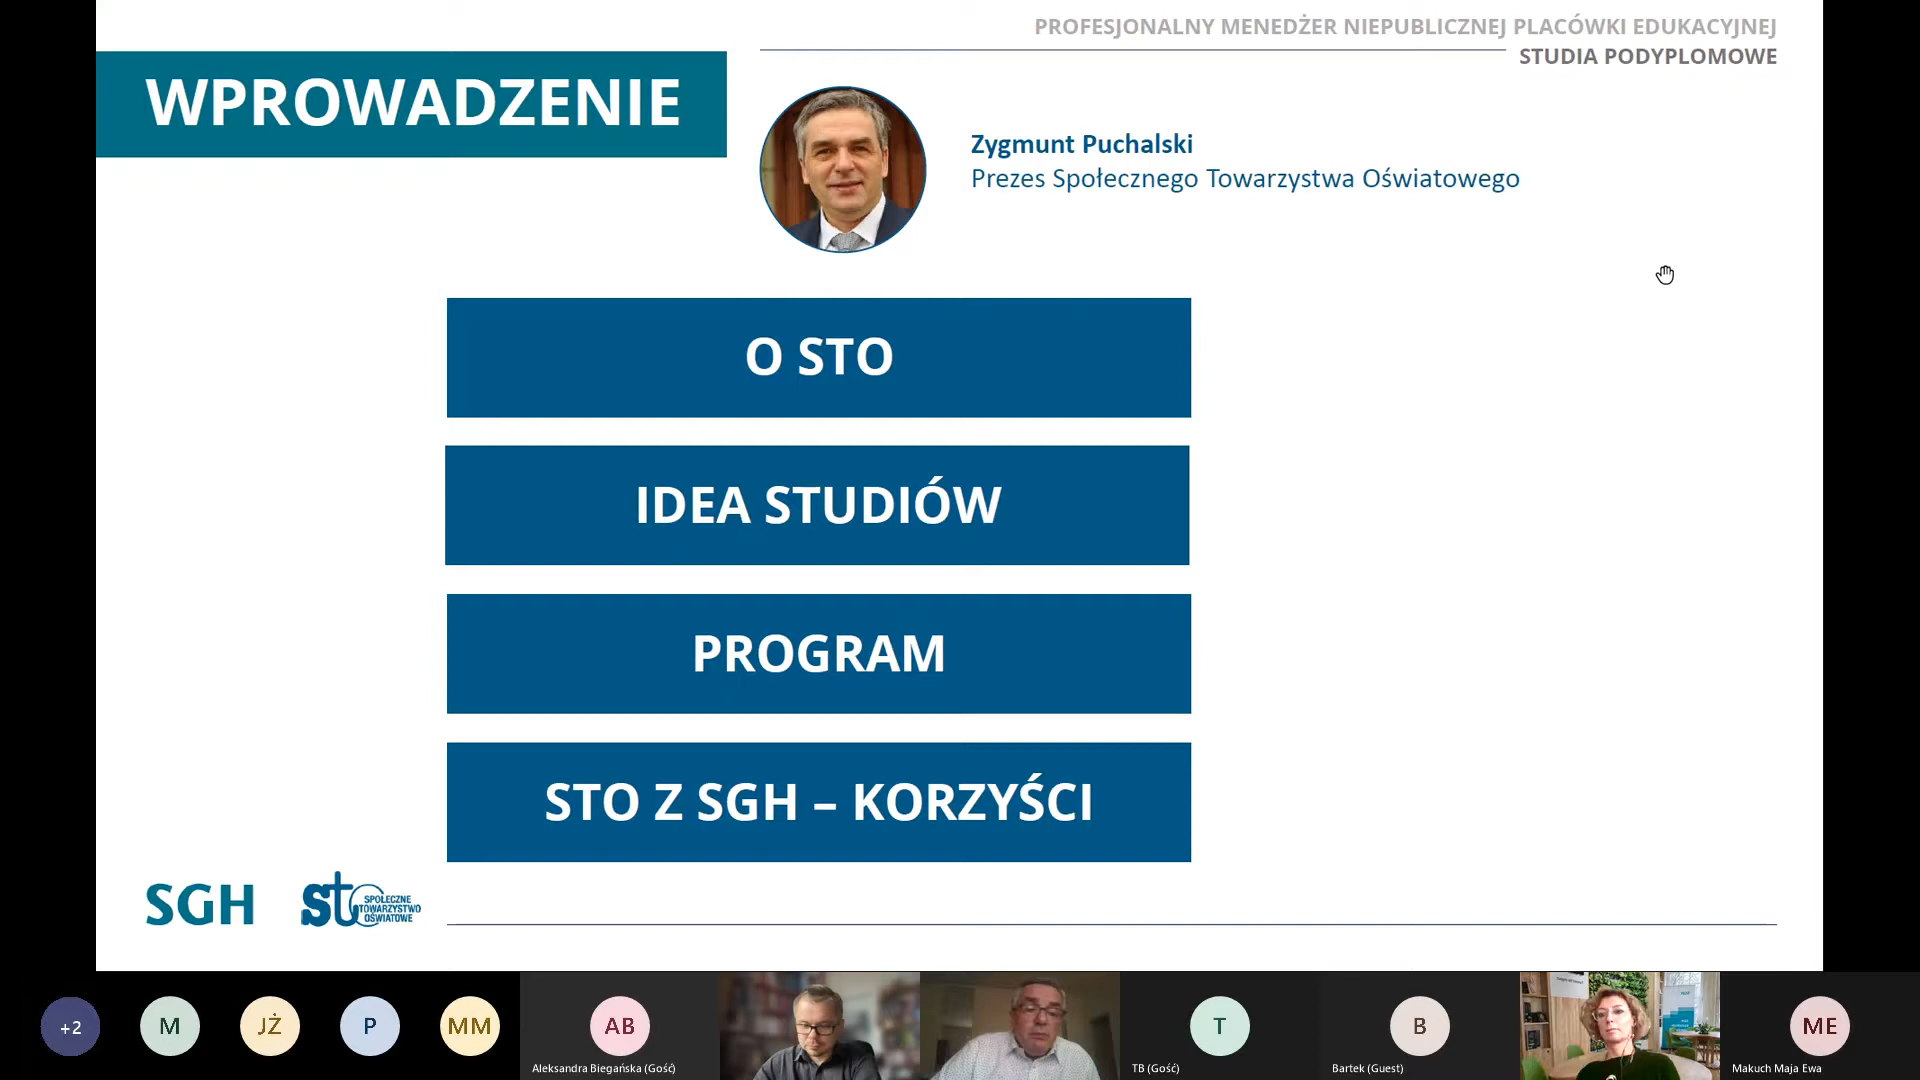 PROFESJONALNY MENEDŻER NIEPUBLICZNEJ PLACÓWKI EDUKACYJNEJ
STUDIA PODYPLOMOWE
WPROWADZENIE
Zygmunt Puchalski
Prezes Społecznego Towarzystwa Oświatowego
O STO
IDEA STUDIÓW
PROGRAM
STO Z SGH – KORZYŚCI
SGH
sto
SPOŁECZNE
TOWARZYSTWO
OŚWIATOWE
+2
M
JŻ
P
MM
AB
T
B
ME
Aleksandra Biegańska (Gość)
TB (Gość)
Bartek (Guest)
Makuch Maja Ewa